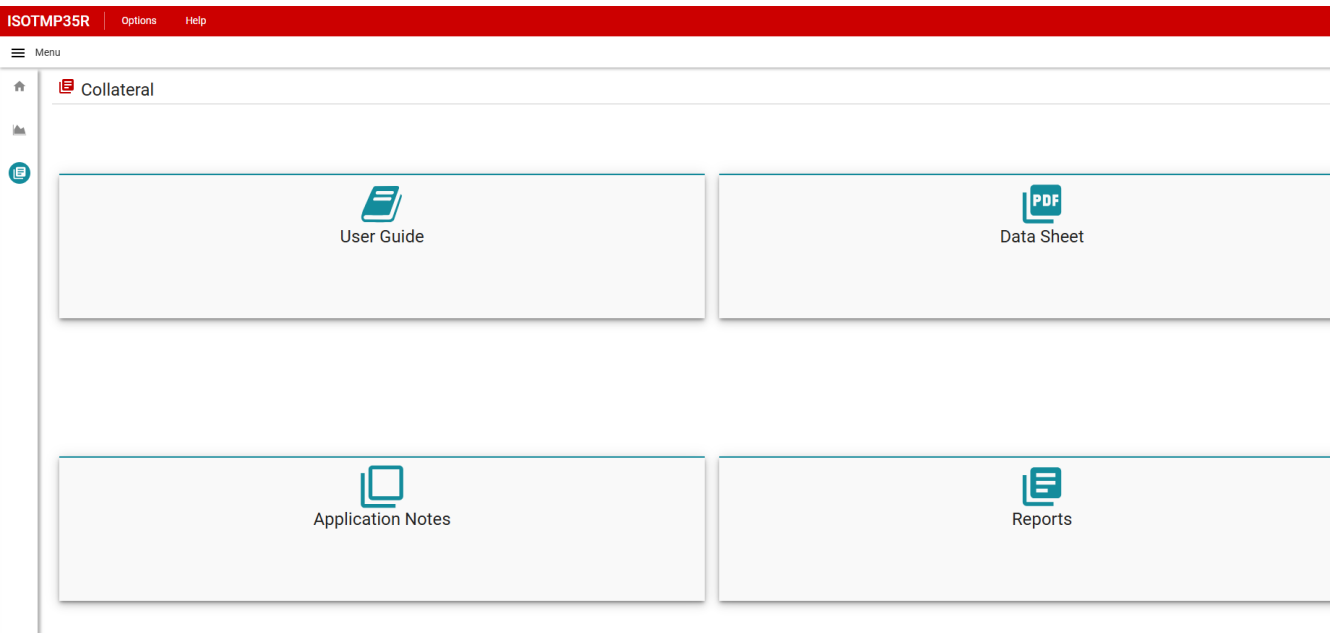 ISOTMP35R Options Help
Menu
Collateral
User Guide
PDF
Data Sheet
Application Notes
Reports